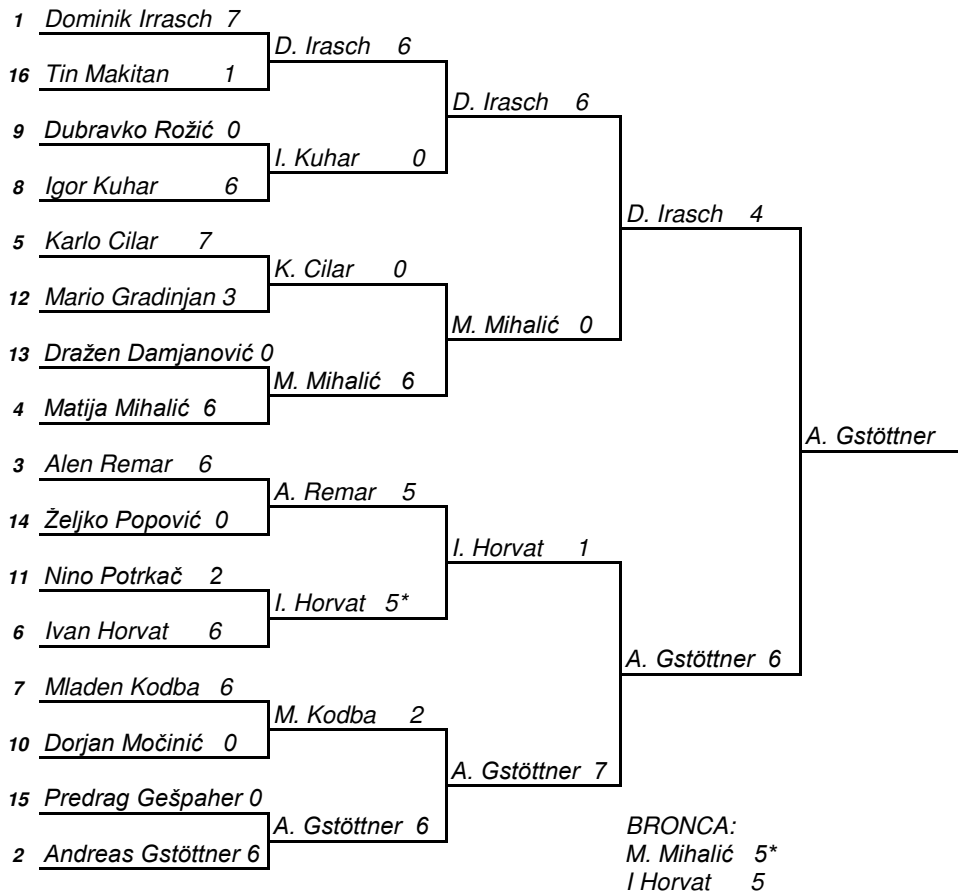 1 Dominik Irrasch 7
16 Tin Makitan 1
9 Dubravko Rožić 0
8 Igor Kuhar 6
5 Karlo Cilar 7
12 Mario Gradinjan 3
13 Dražen Damjanović 0
4 Matija Mihalić 6
3 Alen Remar 6
14 Željko Popović 0
11 Nino Potrkač 2
6 Ivan Horvat 6
7 Mladen Kodba 6
10 Dorjan Močinić 0
15 Predrag Gešpaher 0
2 Andreas Gstöttner 6
D. Irasch 6
I. Kuhar 0
K. Cilar 0
M. Mihalić 6
A. Remar 5
I. Horvat 5*
M. Kodba 2
A. Gstöttner 6
D. Irasch 6
M. Mihalić 0
I. Horvat 1
A. Gstöttner 7
D. Irasch 4
A. Gstöttner 6
A. Gstöttner
BRONCA:
M. Mihalić 5*
I Horvat 5